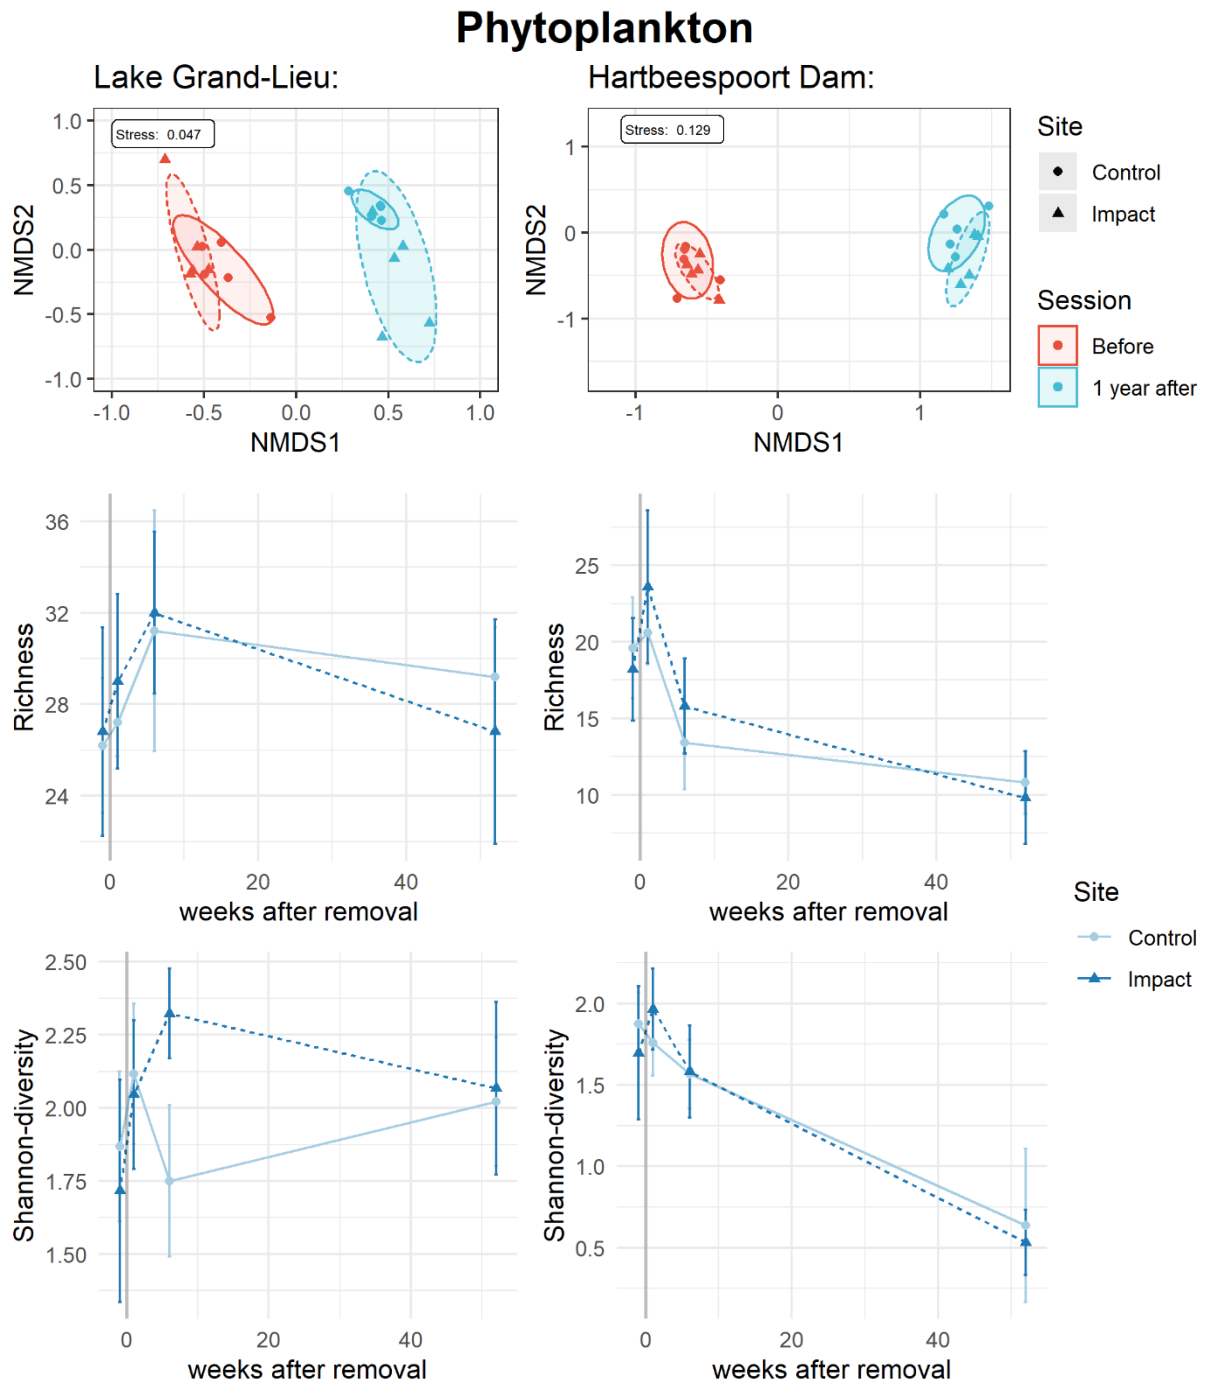 Phytoplankton
Lake Grand-Lieu:
Hartbeespoort Dam:
Stress: 0.047
1.0
0.5
0.0
-0.5
-1.0
NMDS2
-1.0
-0.5
0.0
0.5
1.0
NMDS1
Stress: 0.129
1
0
-1
NMDS2
-1
0
1
NMDS1
Site
Control
Impact
Session
Before
1 year after
36
32
28
24
Richness
0
20
40
weeks after removal
25
20
15
10
Richness
0
20
40
weeks after removal
Site
Control
Impact
2.50
2.25
2.00
1.75
1.50
Shannon-diversity
0
20
40
weeks after removal
2.0
1.5
1.0
0.5
Shannon-diversity
0
20
40
weeks after removal